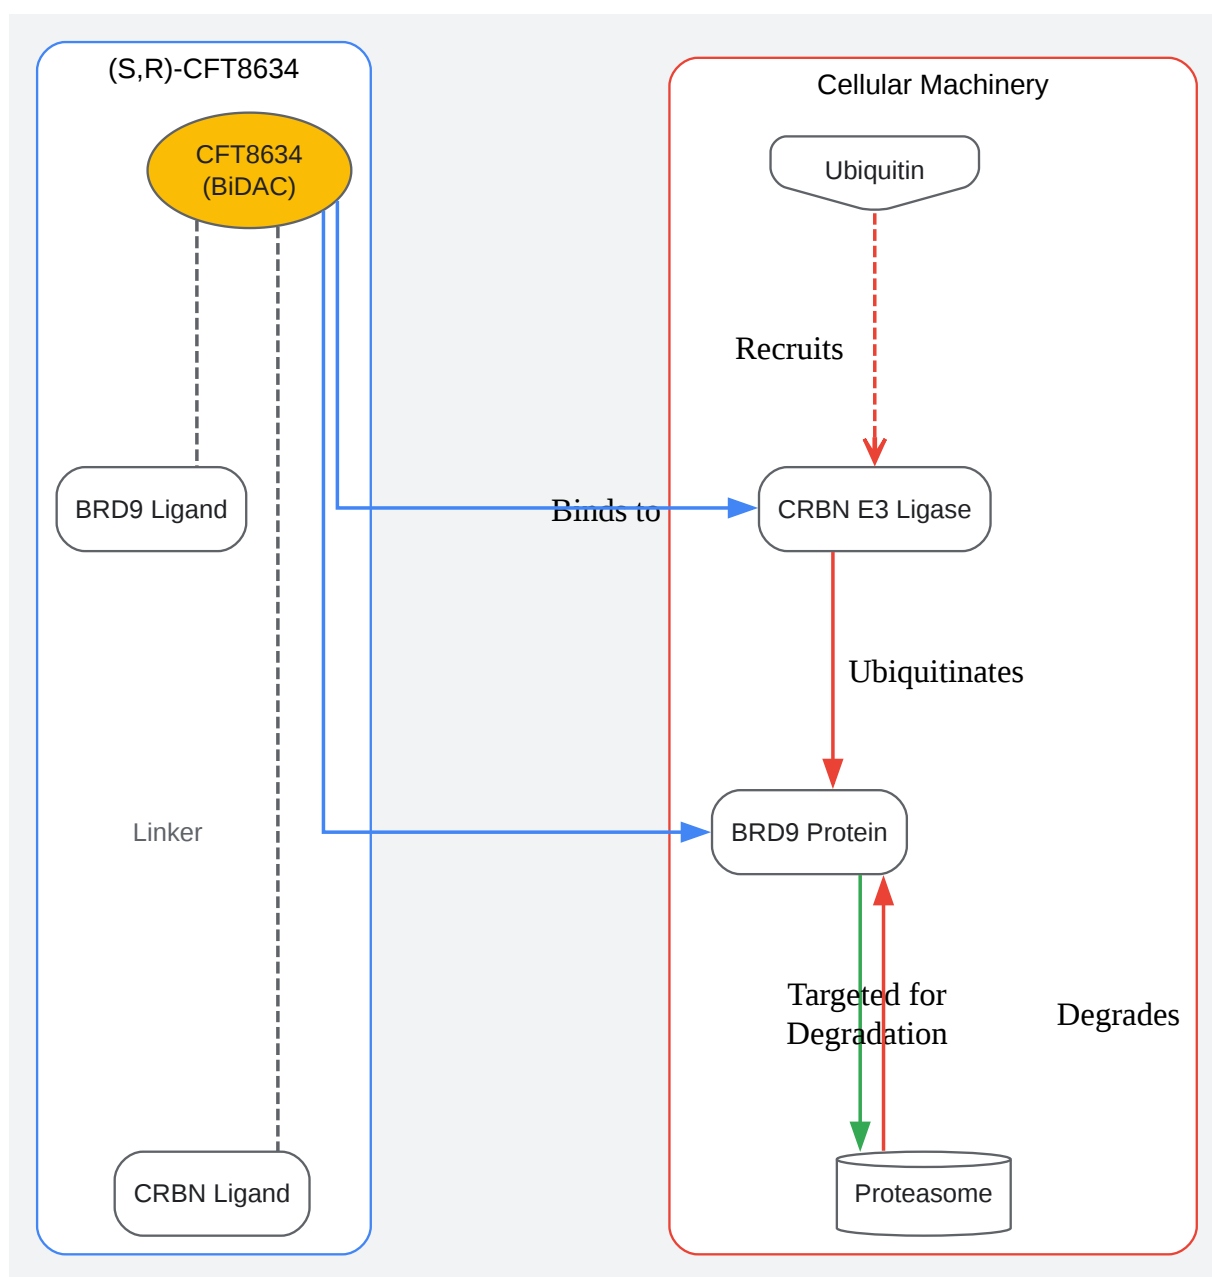 (S,R)-CFT8634
CFT8634
(BiDAC)
BRD9 Ligand
Linker
CRBN Ligand
Binds to
Cellular Machinery
Ubiquitin
Recruits
CRBN E3 Ligase
Ubiquitinates
BRD9 Protein
Targeted for
Degradation
Degrades
Proteasome